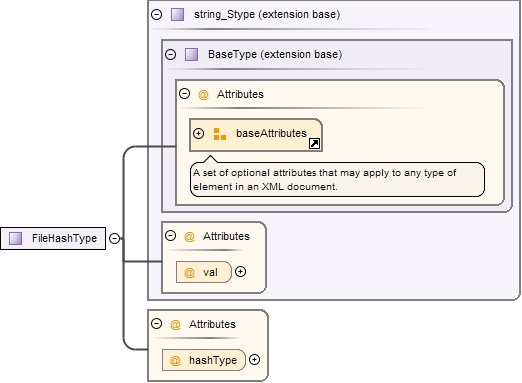 string_Stype (extension base)
BaseType (extension base)
@ Attributes
baseAttributes
A set of optional attributes that may apply to any type of
element in an XML document.
FileHashType
@ Attributes
@ val
@ Attributes
@ hashType